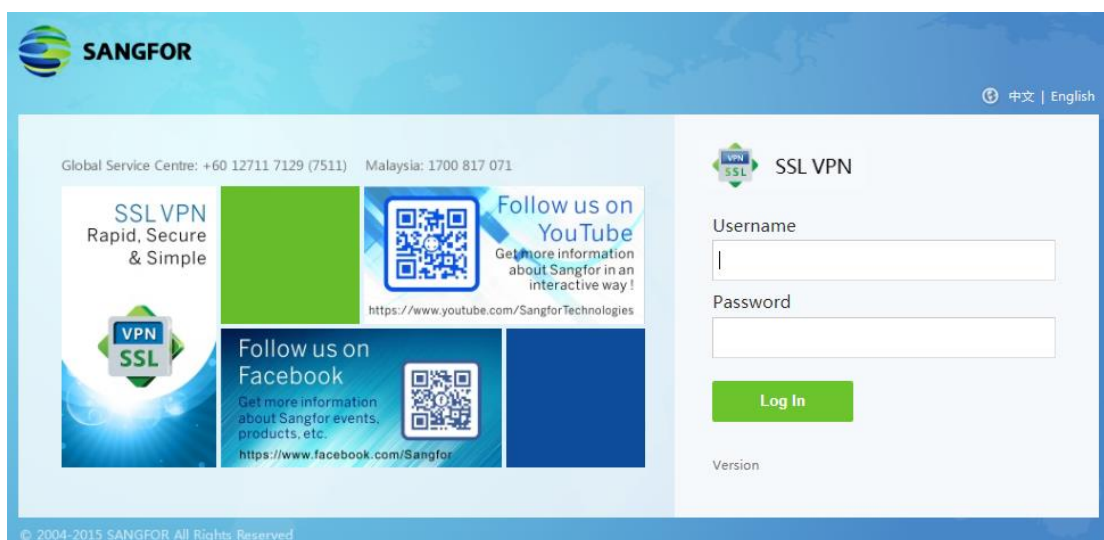 SANGFOR
中文 | English
Global Service Centre: +60 12711 7129 (7511) Malaysia: 1700 817 071
SSL VPN
Rapid, Secure
& Simple
VPN
SSL
Follow us on
YouTube
Get more information
about Sangfor in an
interactive way !
https://www.youtube.com/SangforTechnologies
Follow us on
Facebook
Get more information
about Sangfor events,
products, etc.
https://www.facebook.com/Sangfor
VPN
SSL
SSL VPN
Username
Password
Log In
Version
© 2004-2015 SANGFOR All Rights Reserved